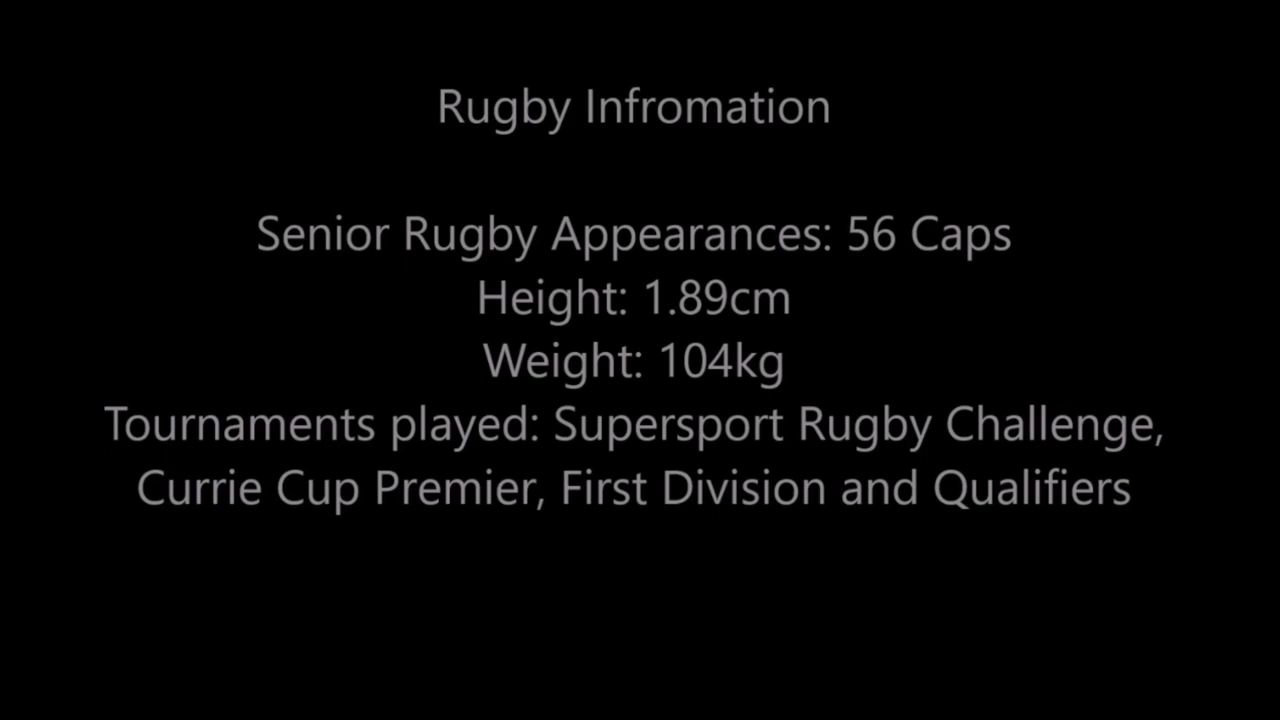 Rugby Infromation
Senior Rugby Appearances: 56 Caps
Height: 1.89cm
Weight: 104kg
Tournaments played: Supersport Rugby Challenge,
Currie Cup Premier, First Division and Qualifiers